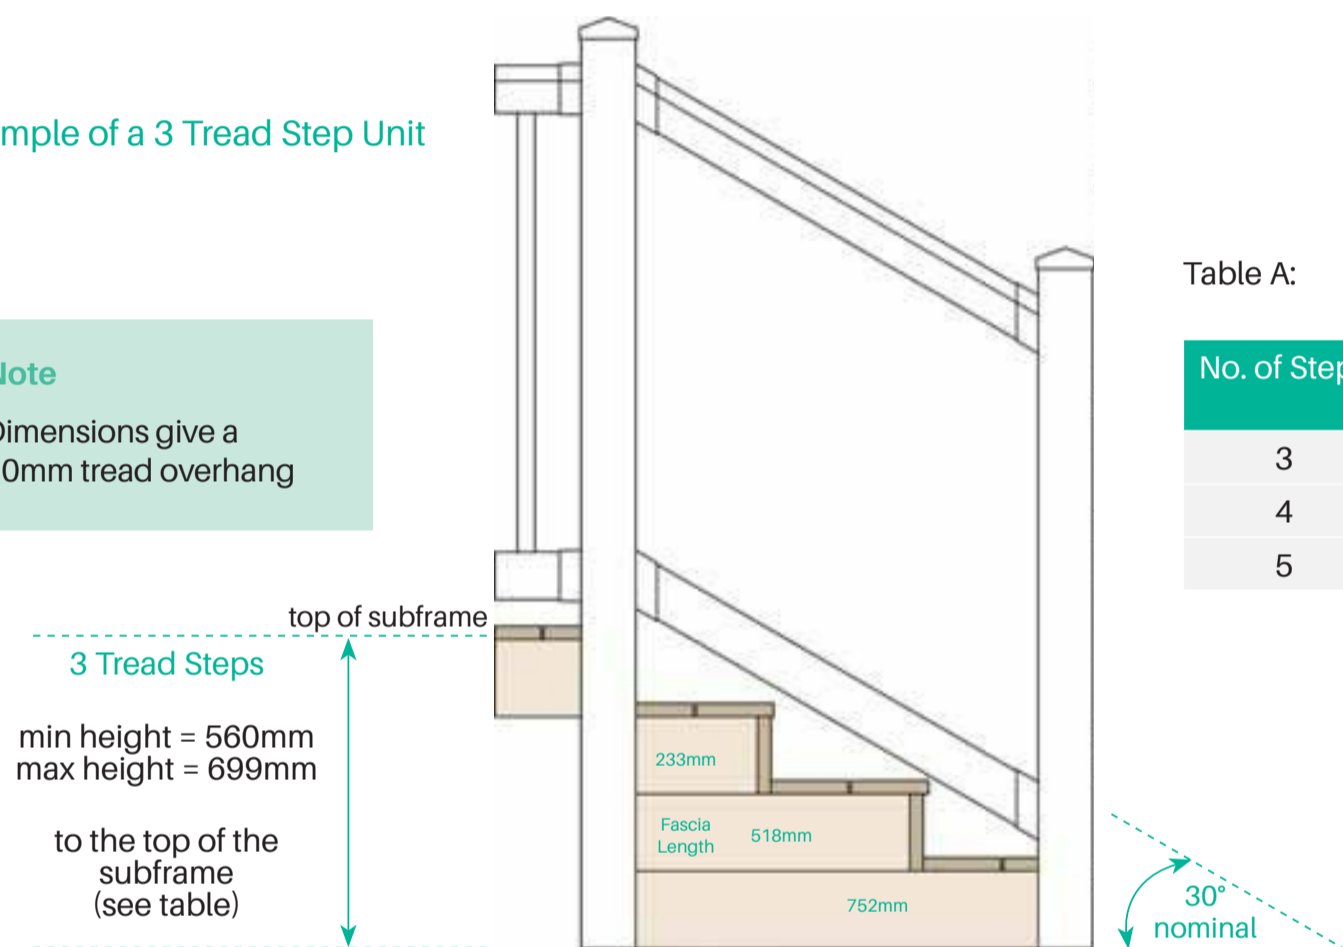 mple of a 3 Tread Step Unit
Note
Dimensions give a
0mm tread overhang
top of subframe
3 Tread Steps
min height = 560mm
max height = 699mm
to the top of the
subframe
(see table)
233mm
Fascia
Length
518mm
752mm
30°
nominal
Table A:
No. of Step
3
4
5